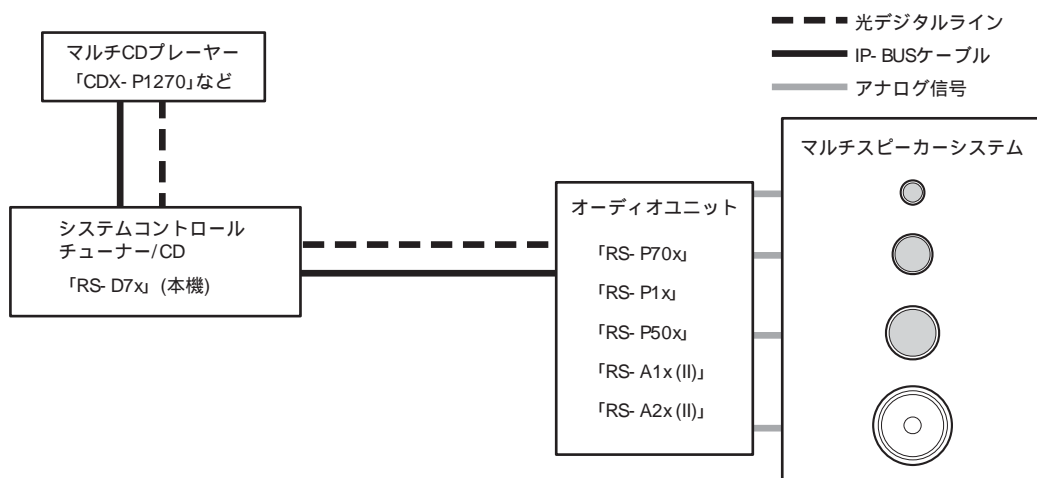 光デジタルライン
IP- BUSケーブル
アナログ信号
マルチCDプレーヤー
「CDX- P1270」など
システムコントロール
チューナー/CD
「RS- D7x」(本機)
オーディオユニット
「RS- P70x」
「RS- P1x」
「RS- P50x」
「RS- A1x (II)」
「RS- A2x (II)」
マルチスピーカーシステム